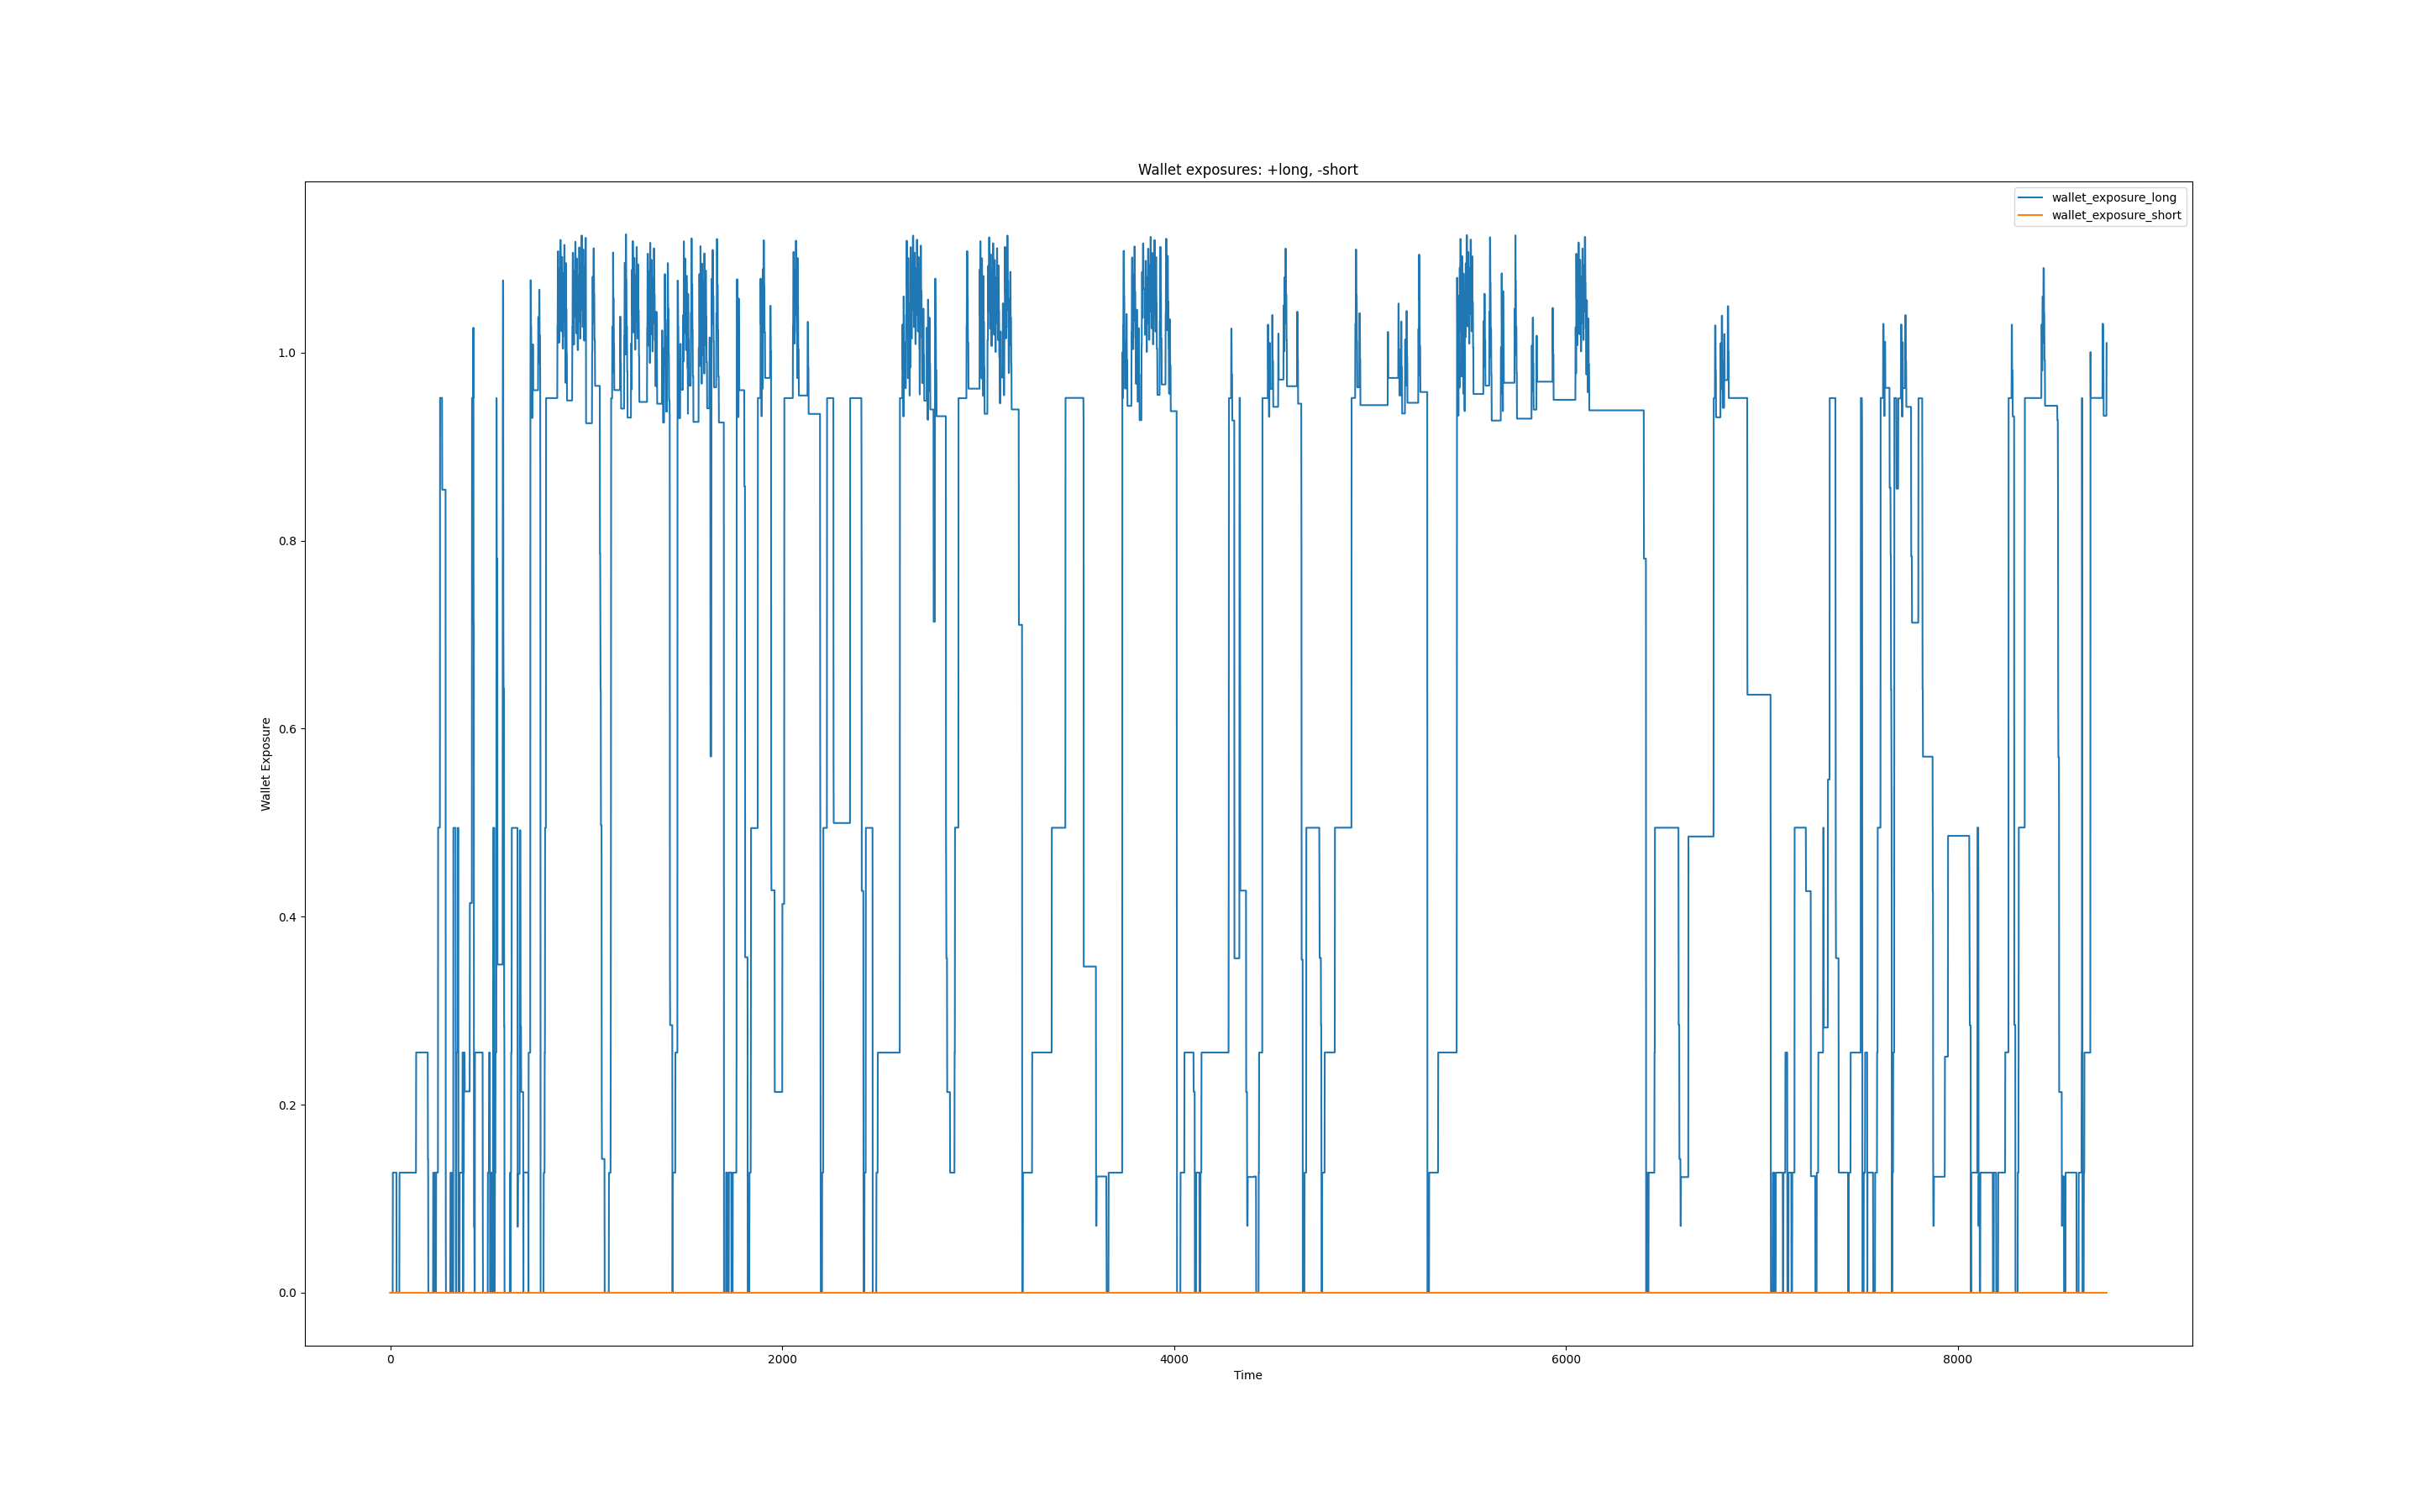 Wallet exposures: +long, -short
wallet_exposure_long
wallet_exposure_short
1.0
0.8
0.6
0.4
0.2
0.0
Wallet Exposure
0 2000 4000 6000 8000
Time